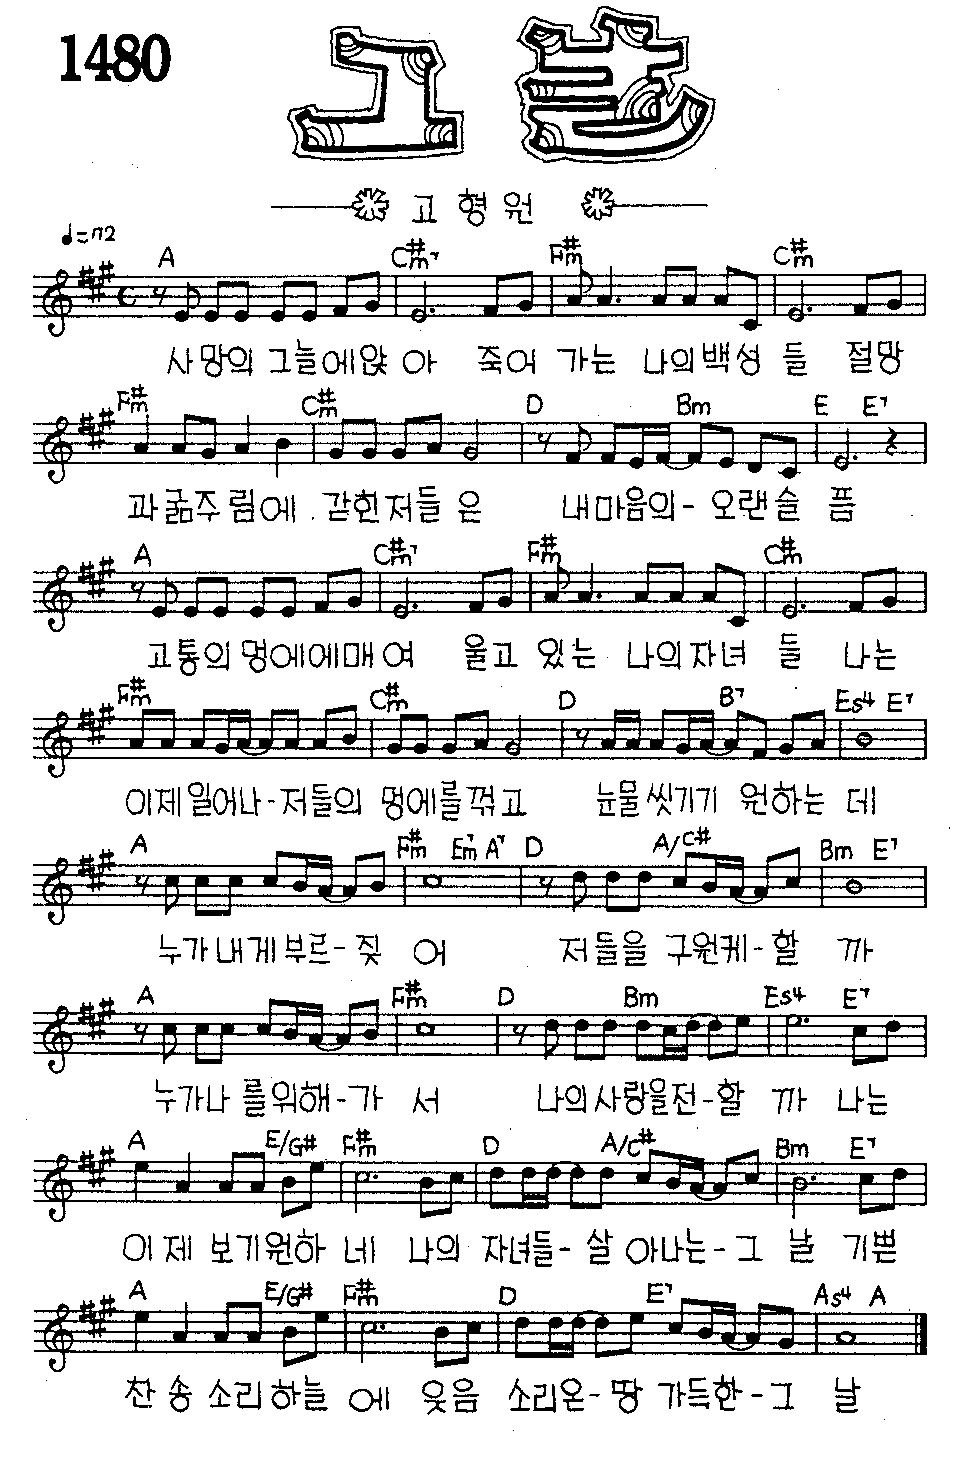 1480
그날
고형원
♩=72
A C#m7 F#m C#m
사망의 그늘에앉 아 죽어 가는 나의백성 들 절망
F#m C#m D Bm E E7
과 굶주림에 갇힌저들 은 내마음의- 오랜슬 픔
A C#m7 F#m C#m
고통의 멍에에매 여 울고 있는 나의자녀 들 나는
F#m C#m D B7 Es4 E7
이제일어나-저들의 멍에를꺾고 눈물씻기기 원하는 데
A F#m Em7 A7 D A/C# Bm E7
누가내게부르-짖 어 저들을 구원케-할 까
A F#m D Bm Es4 E7
누가나 를위해-가 서 나의사랑을전-할 까 나는
A E/G# F#m D A/C# Bm E7
이 제 보기원하 네 나의 자녀들-살 아나는-그 날 기쁜
A E/G# F#m D E7 As4 A
찬 송 소리하늘 에 웃음 소리온-땅 가득한-그 날